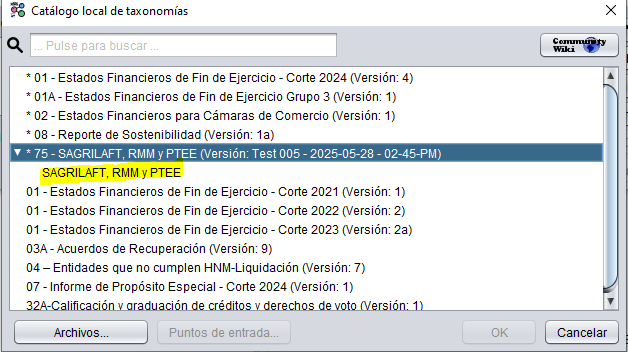 Catálogo local de taxonomías
... Pulse para buscar ...
Community Wiki
* 01 - Estados Financieros de Fin de Ejercicio - Corte 2024 (Versión: 4)
* 01A - Estados Financieros de Fin de Ejercicio Grupo 3 (Versión: 1)
* 02 - Estados Financieros para Cámaras de Comercio (Versión: 1)
* 08 - Reporte de Sostenibilidad (Versión: 1a)
* 75 - SAGRILAFT, RMM y PTEE (Versión: Test 005 - 2025-05-28 - 02-45-PM)
SAGRILAFT, RMM y PTEE
01 - Estados Financieros de Fin de Ejercicio - Corte 2021 (Versión: 1)
01 - Estados Financieros de Fin de Ejercicio - Corte 2022 (Versión: 2)
01 - Estados Financieros de Fin de Ejercicio - Corte 2023 (Versión: 2a)
03A - Acuerdos de Recuperación (Versión: 9)
04 – Entidades que no cumplen HNM-Liquidación (Versión: 7)
07 - Informe de Propósito Especial - Corte 2024 (Versión: 1)
32A-Calificación y graduación de créditos y derechos de voto (Versión: 1)
Archivos...
Puntos de entrada...
OK
Cancelar